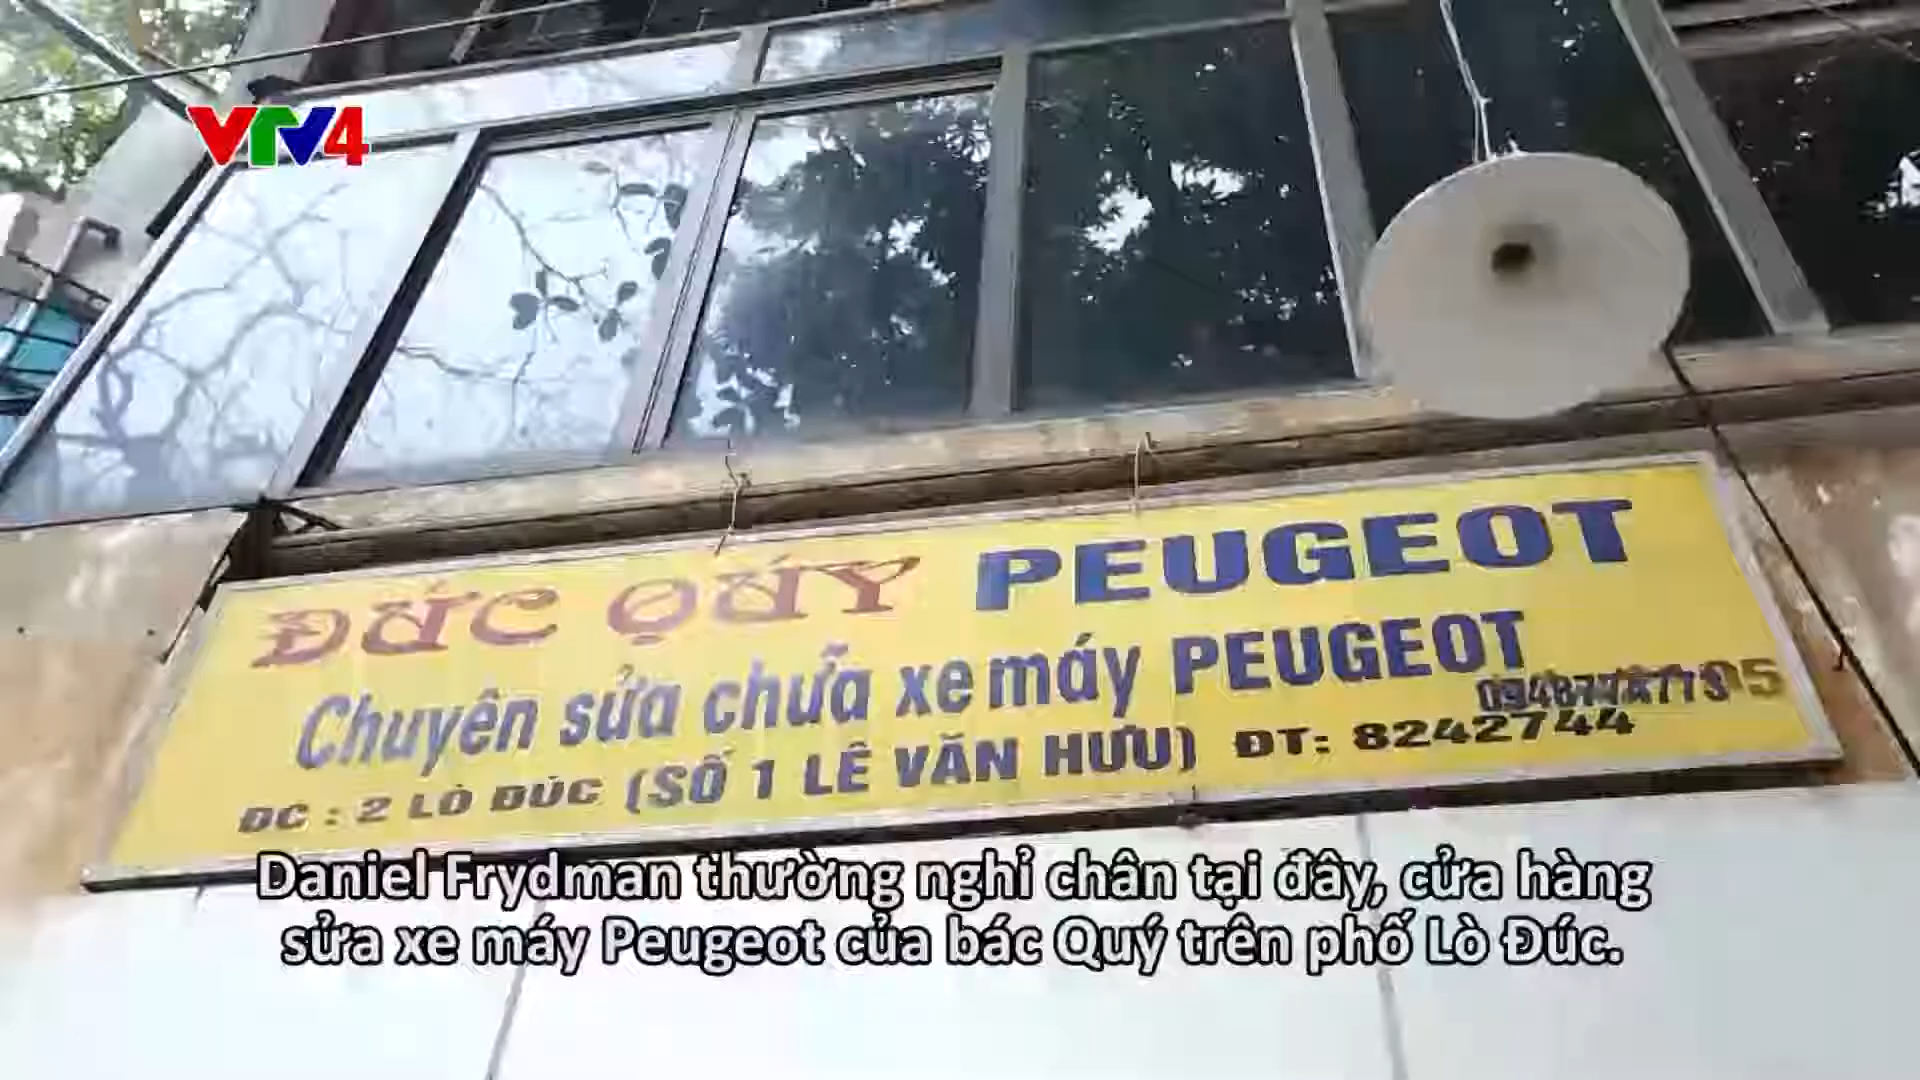 VTV4
ĐỨC QUÝ PEUGEOT
Chuyên sửa chữa xe máy PEUGEOT
ĐC : 2 LÒ ĐÚC (SỐ 1 LÊ VĂN HƯU) ĐT: 8242744
Daniel Frydman thường nghỉ chân tại đây, cửa hàng
sửa xe máy Peugeot của bác Quý trên phố Lò Đúc.